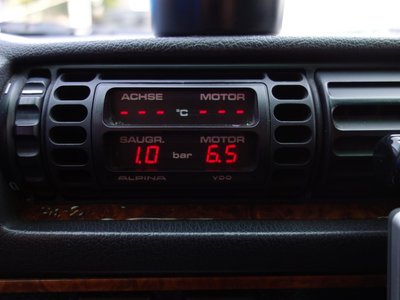 ACHSE MOTOR
--- °C ---
SAUGR. MOTOR
1.0 bar 6.5
ALPINA VDO